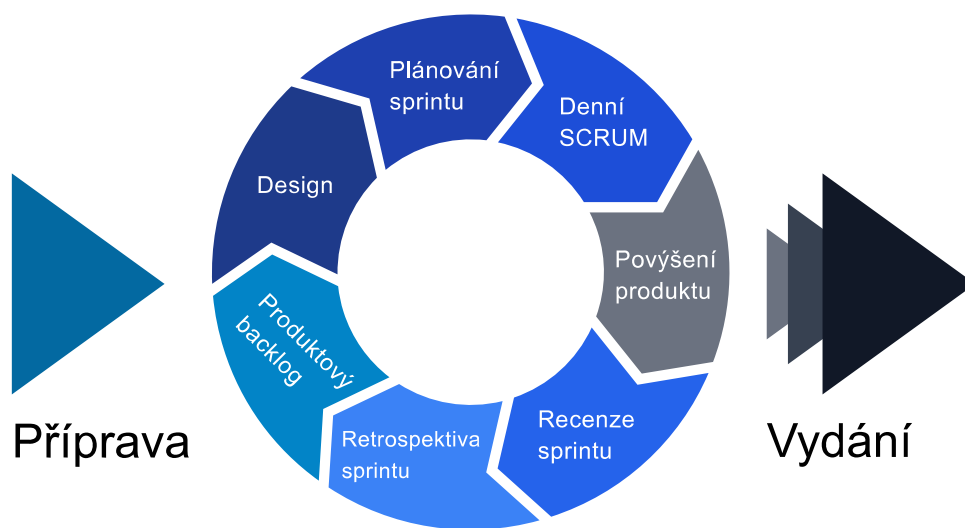 Plánování
sprintu
Denní
SCRUM
Design
Povýšení
produktu
Produktový
backlog
Retrospektiva
sprintu
Recenze
sprintu
Příprava
Vydání